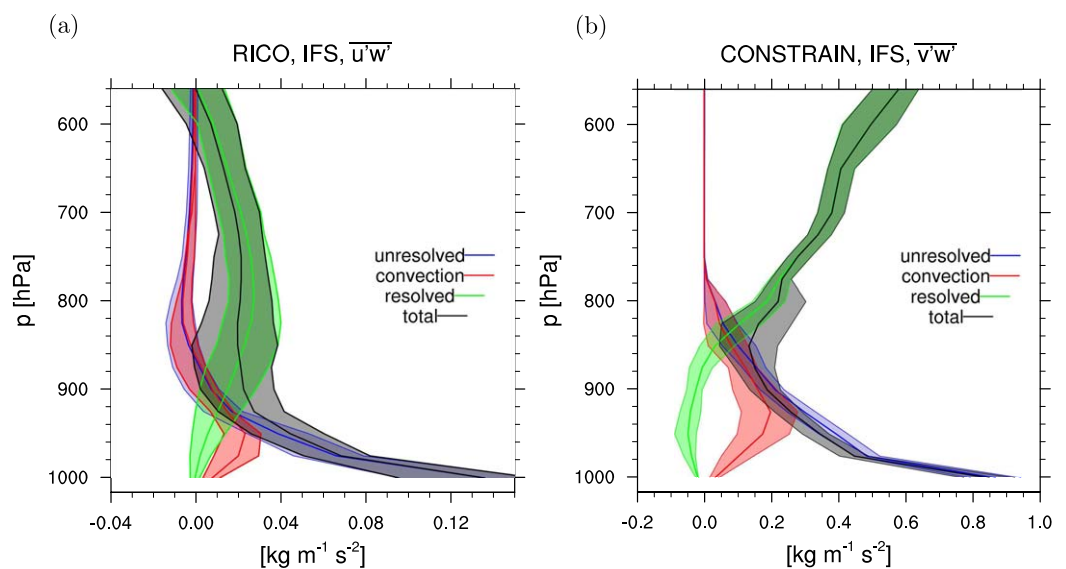 (a)
RICO, IFS, u'w'
600
700
800
900
1000
p [hPa]
unresolved
convection
resolved
total
-0.04 0.00 0.04 0.08 0.12
[kg m⁻¹ s⁻²]
(b)
CONSTRAIN, IFS, v'w'
600
700
800
900
1000
p [hPa]
unresolved
convection
resolved
total
-0.2 0.0 0.2 0.4 0.6 0.8 1.0
[kg m⁻¹ s⁻²]